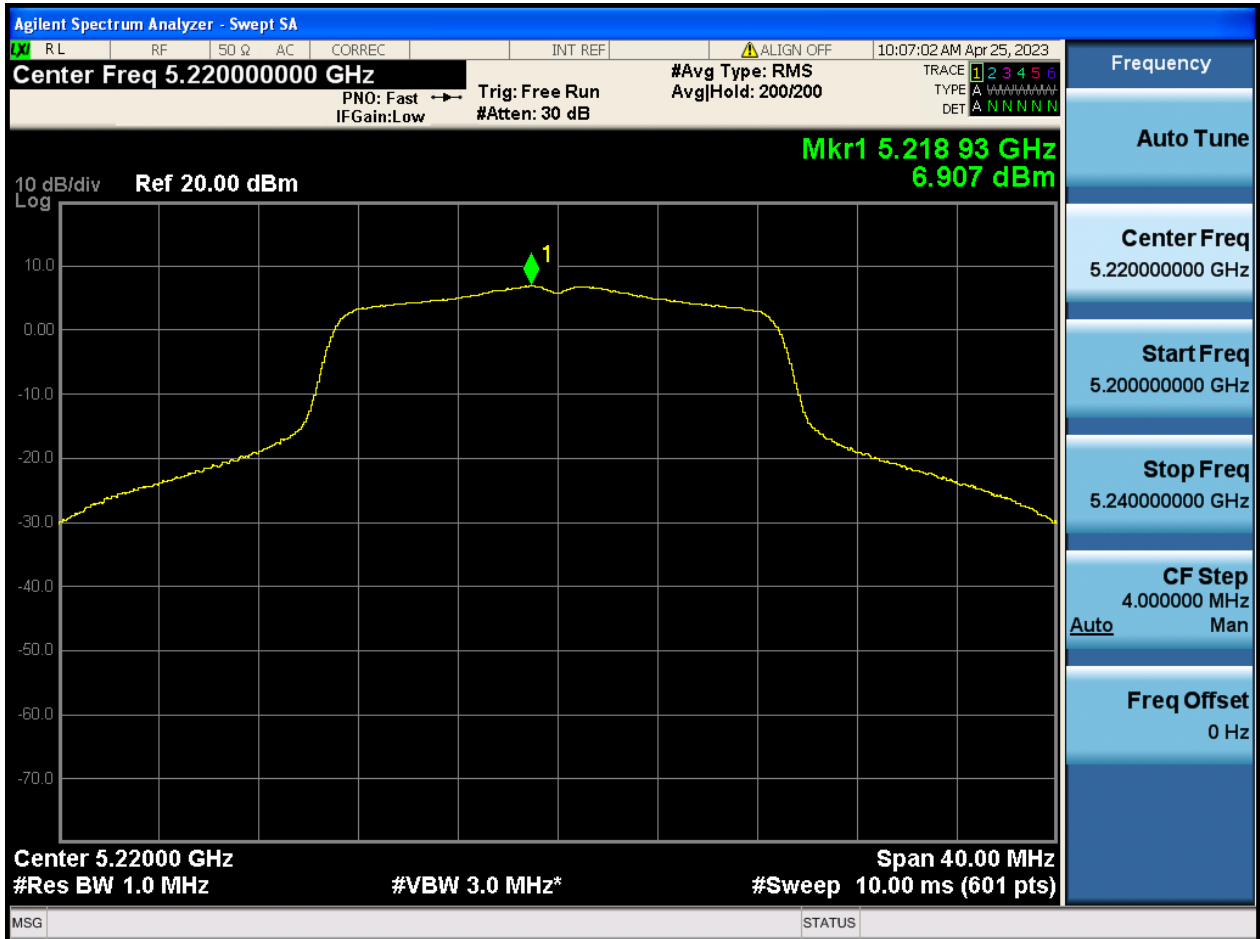 Agilent Spectrum Analyzer - Swept SA
LXI RL RF 50 Ω AC CORREC INT REF ALIGN OFF 10:07:02 AM Apr 25, 2023
Center Freq 5.220000000 GHz
PNO: Fast
IFGain:Low
Trig: Free Run
#Atten: 30 dB
#Avg Type: RMS
Avg|Hold: 200/200
TRACE 1 2 3 4 5 6
TYPE A WWWWW
DET A N N N N N
Mkr1 5.218 93 GHz
6.907 dBm
10 dB/div Ref 20.00 dBm
Log
1
10.0
0.00
-10.0
-20.0
-30.0
-40.0
-50.0
-60.0
-70.0
Center 5.22000 GHz Span 40.00 MHz
#Res BW 1.0 MHz #VBW 3.0 MHz* #Sweep 10.00 ms (601 pts)
MSG STATUS
Frequency
Auto Tune
Center Freq
5.220000000 GHz
Start Freq
5.200000000 GHz
Stop Freq
5.240000000 GHz
CF Step
4.000000 MHz
Auto Man
Freq Offset
0 Hz